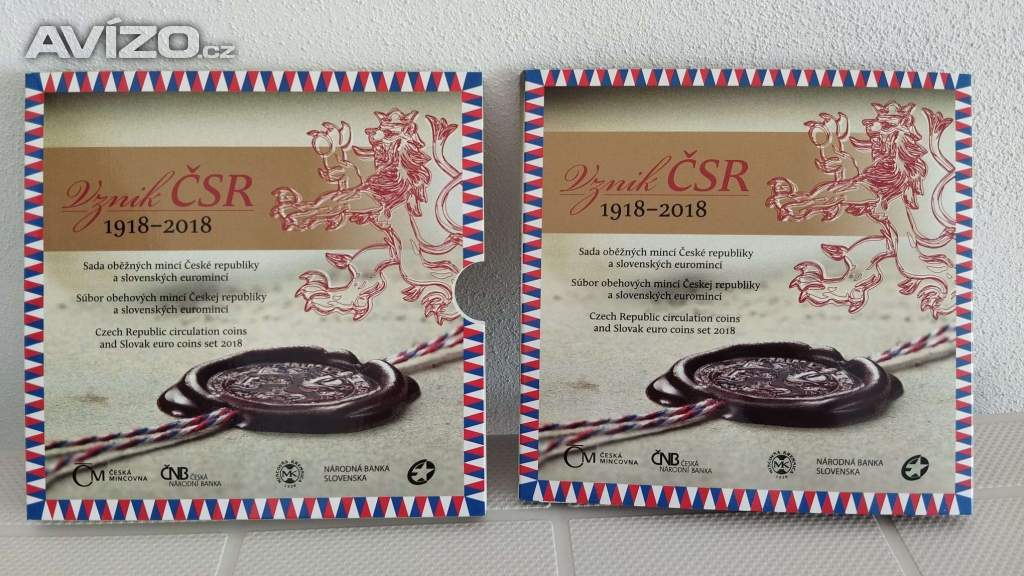 AVÍZO.cz
Vznik ČSR
1918–2018
Sada oběžných mincí České republiky
a slovenských euromincí
Súbor obehových mincí Českej republiky
a slovenských euromincí
Czech Republic circulation coins
and Slovak euro coins set 2018
ČM ČESKÁ
MINCOVNA
ČNB ČESKÁ
NÁRODNÍ BANKA
MK
NÁRODNÁ BANKA
SLOVENSKA
Vznik ČSR
1918–2018
Sada oběžných mincí České republiky
a slovenských euromincí
Súbor obehových mincí Českej republiky
a slovenských euromincí
Czech Republic circulation coins
and Slovak euro coins set 2018
ČM ČESKÁ
MINCOVNA
ČNB ČESKÁ
NÁRODNÍ BANKA
MK
NÁRODNÁ BANKA
SLOVENSKA